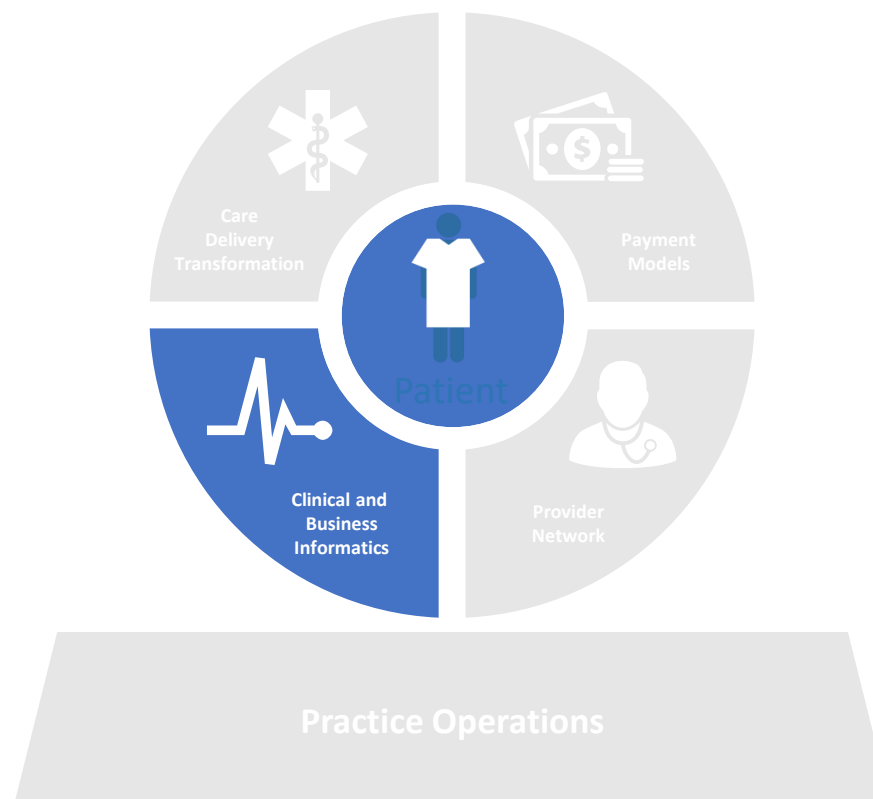 Care
Delivery
Transformation
Payment
Models
$
Patient
Clinical and
Business
Informatics
Provider
Network
Practice Operations